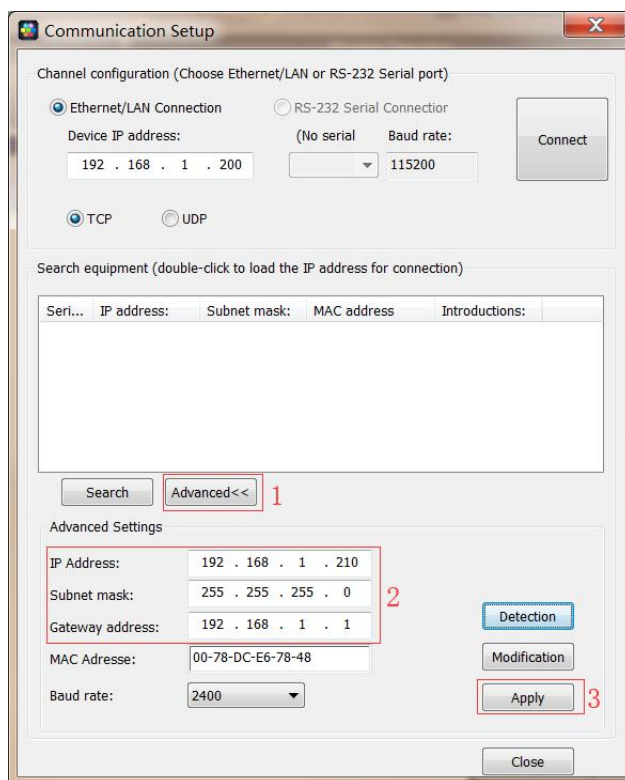 Communication Setup
Channel configuration (Choose Ethernet/LAN or RS-232 Serial port)
Ethernet/LAN Connection RS-232 Serial Connectior
Device IP address: (No serial Baud rate:
Connect
192 . 168 . 1 . 200 115200
TCP UDP
Search equipment (double-click to load the IP address for connection)
Seri... IP address: Subnet mask: MAC address Introductions:
Search Advanced<< 1
Advanced Settings
IP Address: 192 . 168 . 1 . 210
Subnet mask: 255 . 255 . 255 . 0 2
Gateway address: 192 . 168 . 1 . 1
Detection
MAC Adresse: 00-78-DC-E6-78-48 Modification
Baud rate: 2400 Apply 3
Close